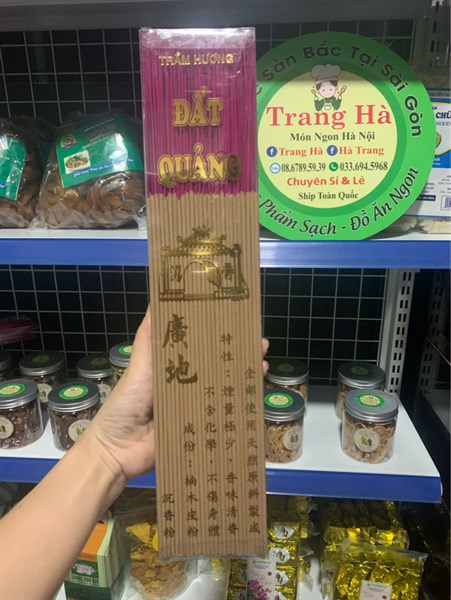 TRẦM HƯƠNG
ĐẤT
QUẢNG
廣地
全部使用天然原料製成
特性：煙量極少，香味清香
不含化學，不傷身體
成份：楠木皮粉
沉香粉
Sản Bắc Tại Sài Gòn
Trang Hà
Món Ngon Hà Nội
Trang Hà Hà Trang
08.6789.59.39 033.694.5968
Chuyên Sỉ & Lẻ
Ship Toàn Quốc
Phẩm Sạch - Đồ Ăn Ngon